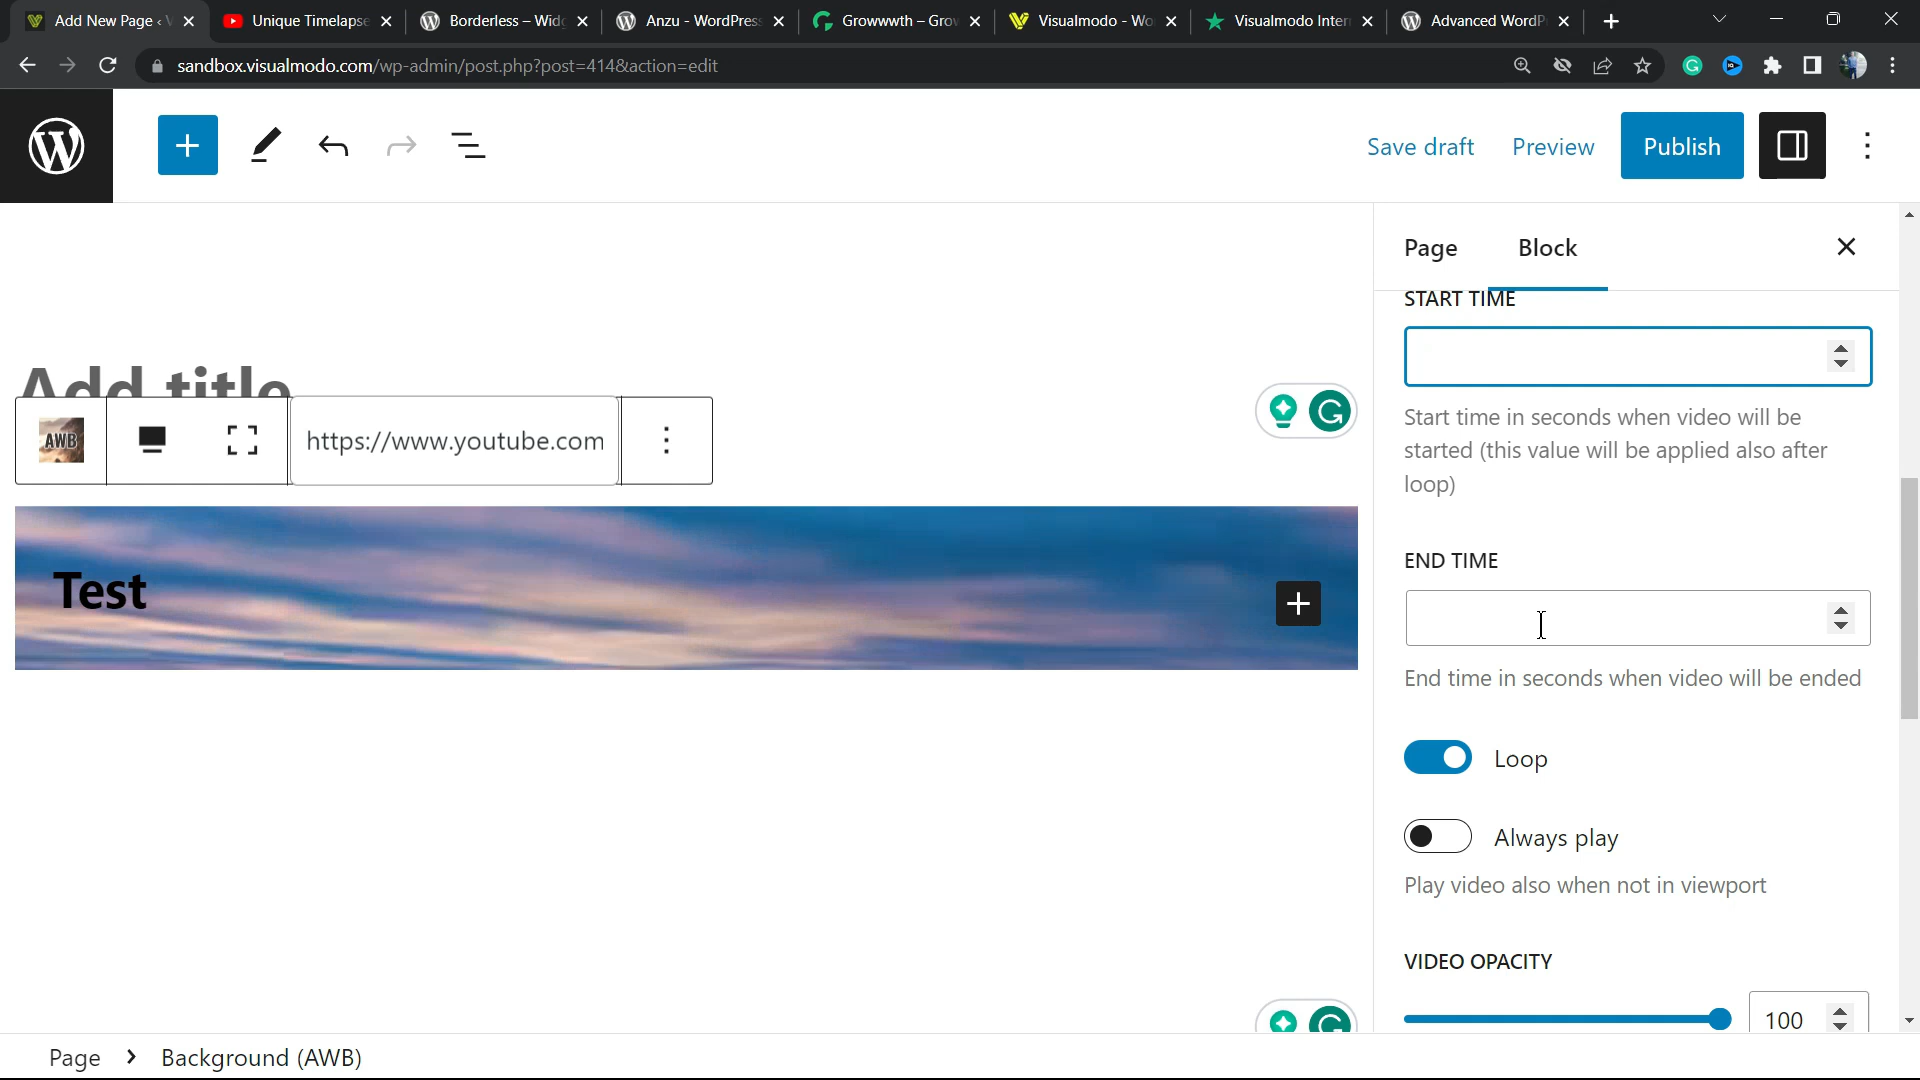 Add New Page ‹
Unique Timelapse
Borderless – Widg
Anzu - WordPress
Growwwth – Grow
Visualmodo - Wo
Visualmodo Inter
Advanced WordP
sandbox.visualmodo.com/wp-admin/post.php?post=414&action=edit
Save draft
Preview
Publish
Page
Block
START TIME
Add title
AWB
https://www.youtube.com
Start time in seconds when video will be
started (this value will be applied also after
loop)
END TIME
Test
End time in seconds when video will be ended
Loop
Always play
Play video also when not in viewport
VIDEO OPACITY
100
Page
Background (AWB)